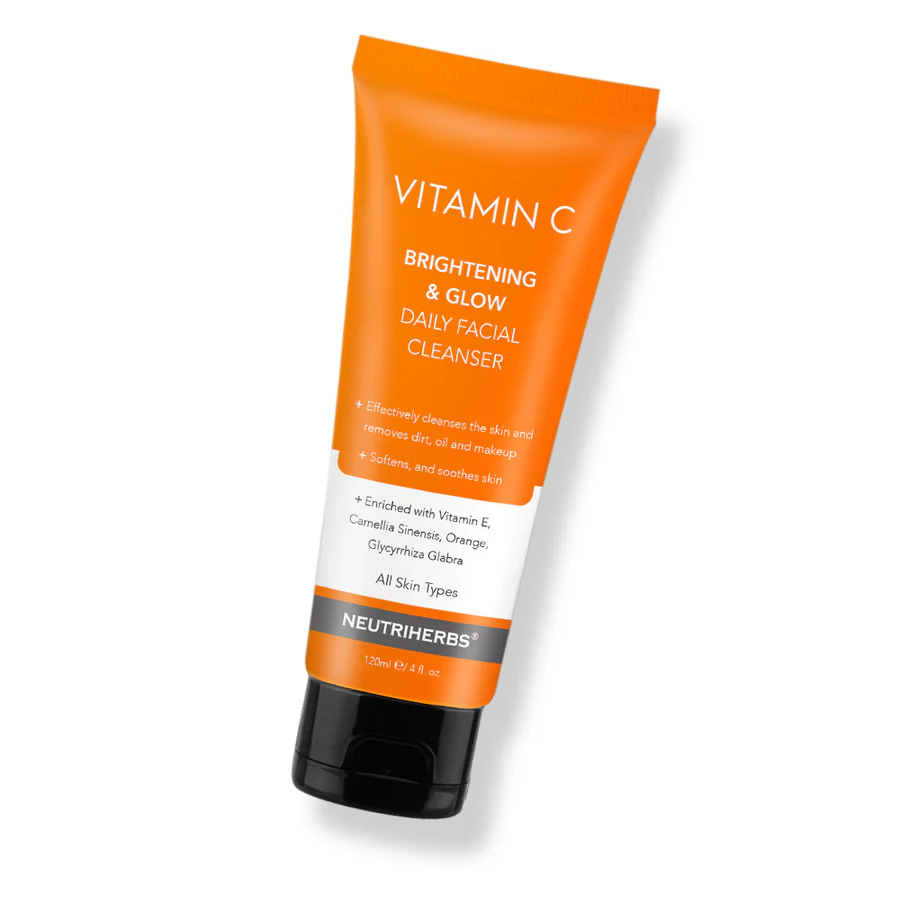 VITAMIN C
BRIGHTENING
& GLOW
DAILY FACIAL
CLEANSER
+ Effectively cleanses the skin and
removes dirt, oil and makeup
+ Softens, and soothes skin
+ Enriched with Vitamin E,
Camellia Sinensis, Orange,
Glycyrrhiza Glabra
All Skin Types
NEUTRIHERBS®
120ml ℮/ 4 fl. oz.